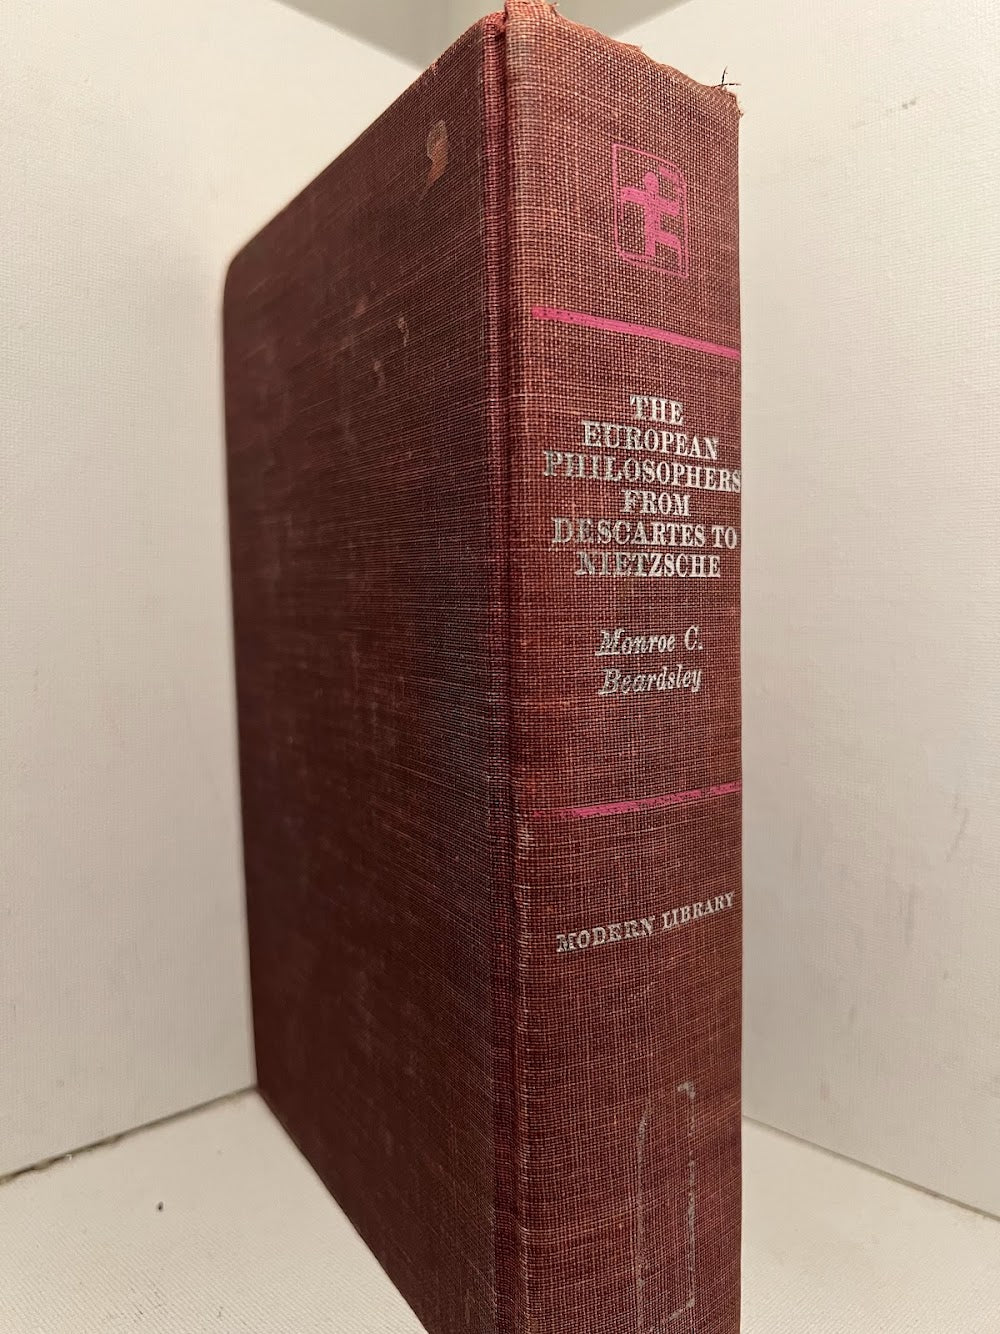 THE
EUROPEAN
PHILOSOPHERS
FROM
DESCARTES TO
NIETZSCHE
Monroe C.
Beardsley
MODERN LIBRARY